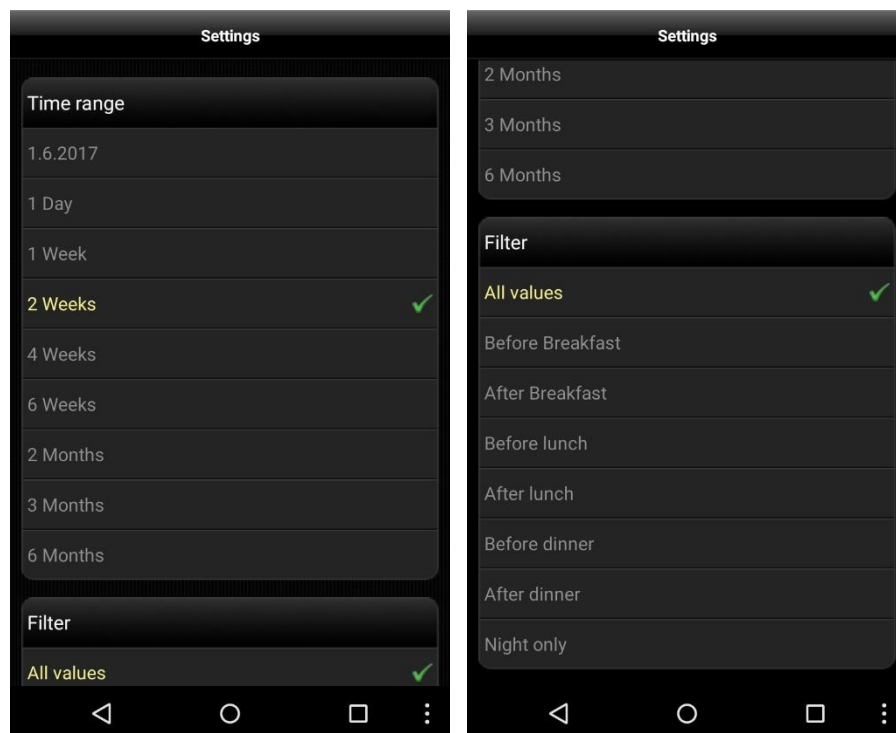 Settings
Time range
1.6.2017
1 Day
1 Week
2 Weeks
4 Weeks
6 Weeks
2 Months
3 Months
6 Months
Filter
All values
Settings
2 Months
3 Months
6 Months
Filter
All values
Before Breakfast
After Breakfast
Before lunch
After lunch
Before dinner
After dinner
Night only